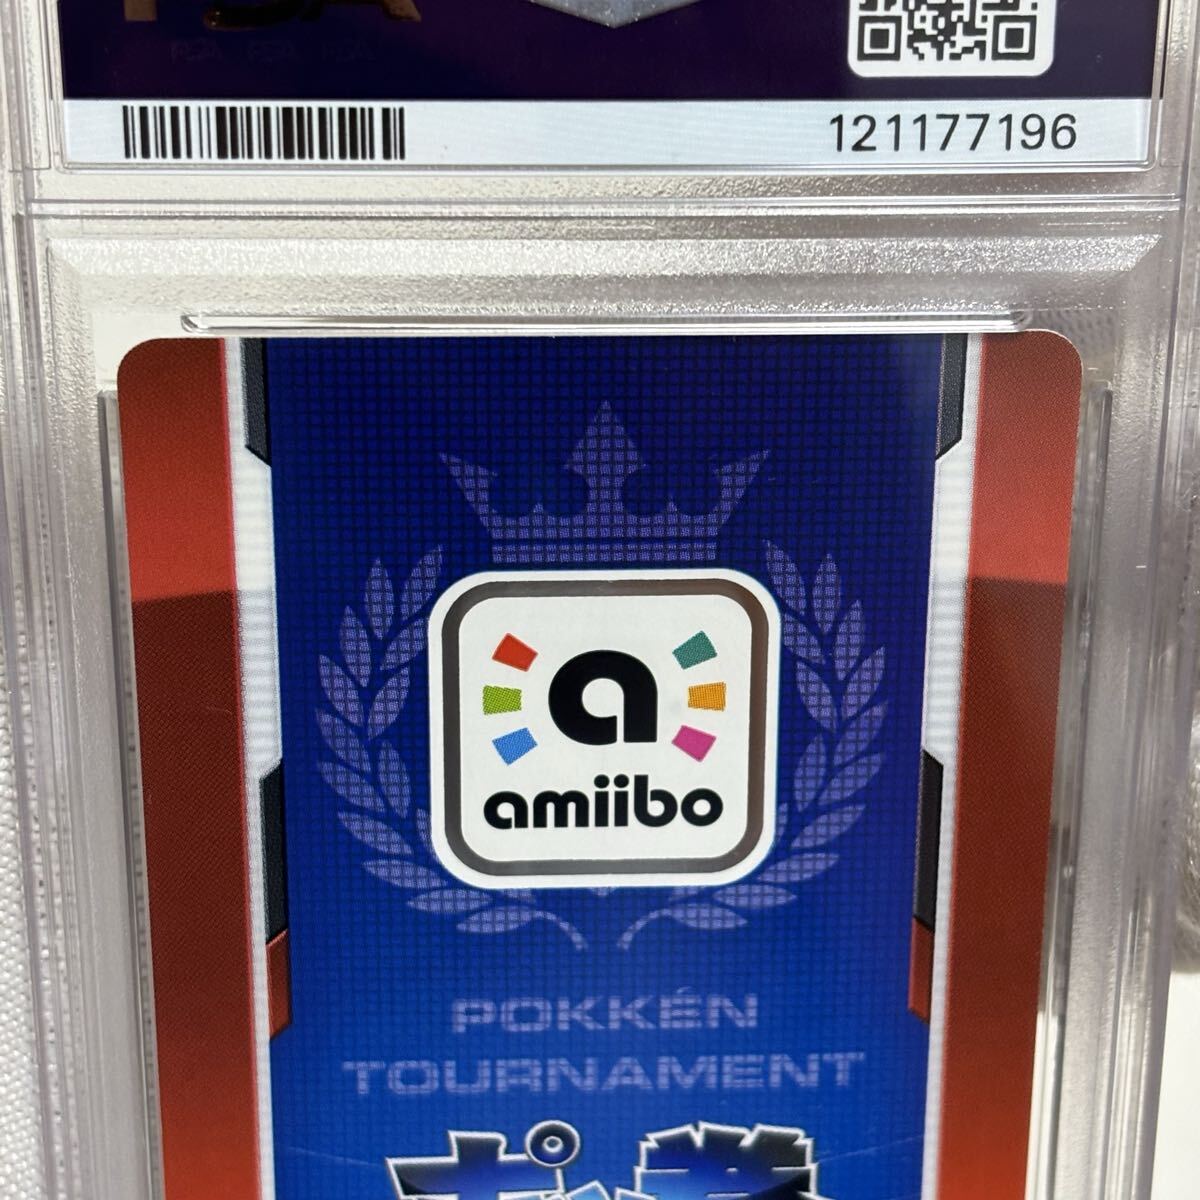 121177196
a
amiibo
POKKÉN
TOURNAMENT